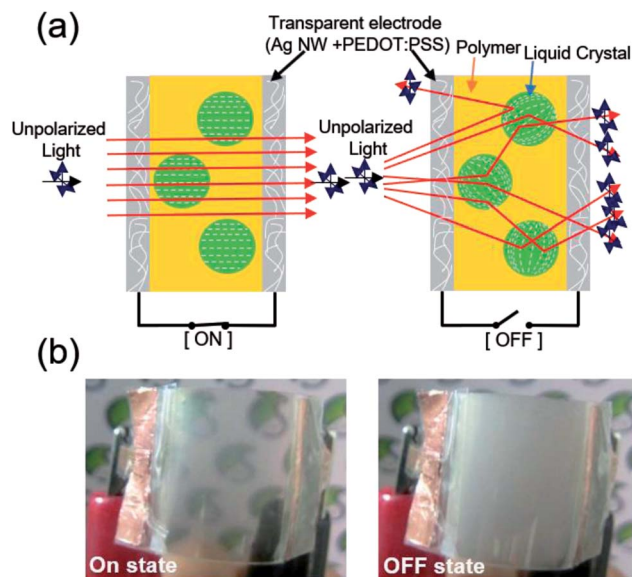 (a)
Transparent electrode
(Ag NW +PEDOT:PSS)
Polymer
Liquid Crystal
Unpolarized
Light
Unpolarized
Light
[ ON ]
[ OFF ]
(b)
On state
OFF state